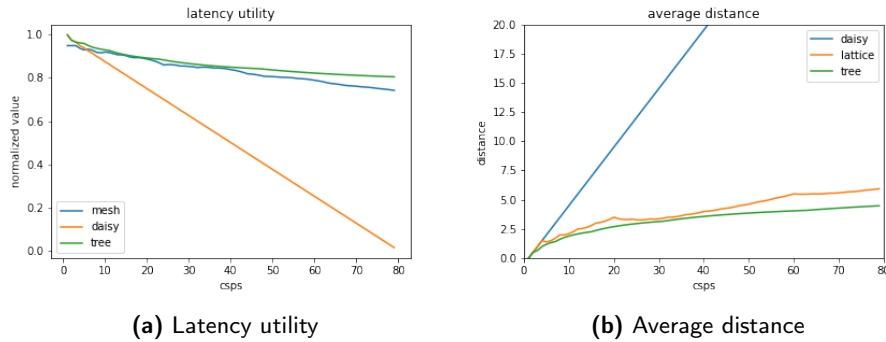 latency utility
1.0
0.8
0.6
0.4
0.2
0.0
normalized value
mesh
daisy
tree
0 10 20 30 40 50 60 70 80
csps
(a) Latency utility
average distance
20.0
17.5
15.0
12.5
10.0
7.5
5.0
2.5
0.0
distance
daisy
lattice
tree
0 10 20 30 40 50 60 70 80
csps
(b) Average distance